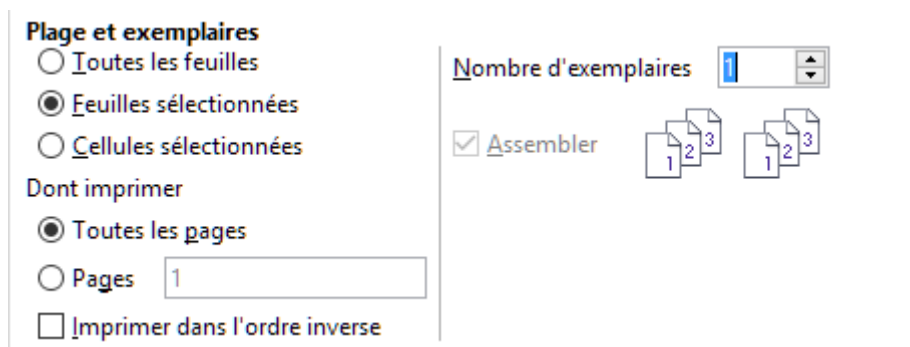 Plage et exemplaires
Toutes les feuilles
Feuilles sélectionnées
Cellules sélectionnées
Dont imprimer
Toutes les pages
Pages 1
Imprimer dans l'ordre inverse
Nombre d'exemplaires 1
Assembler 1 2 3 1 2 3